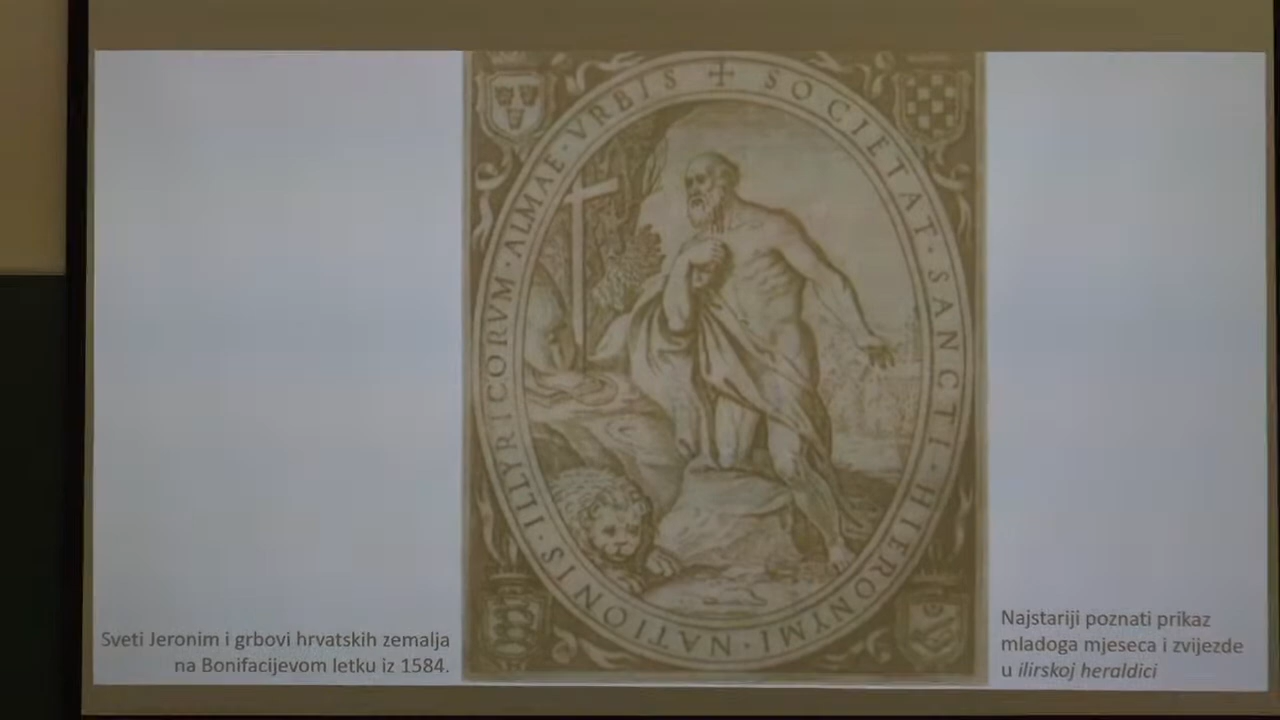 ✝ SOCIETAT · SANCTI · HIERONYMI · NATIONIS · ILLYRICORVM · ALMAE · VRBIS
Sveti Jeronim i grbovi hrvatskih zemalja
na Bonifacijevom letku iz 1584.
Najstariji poznati prikaz
mladoga mjeseca i zvijezde
u ilirskoj heraldici